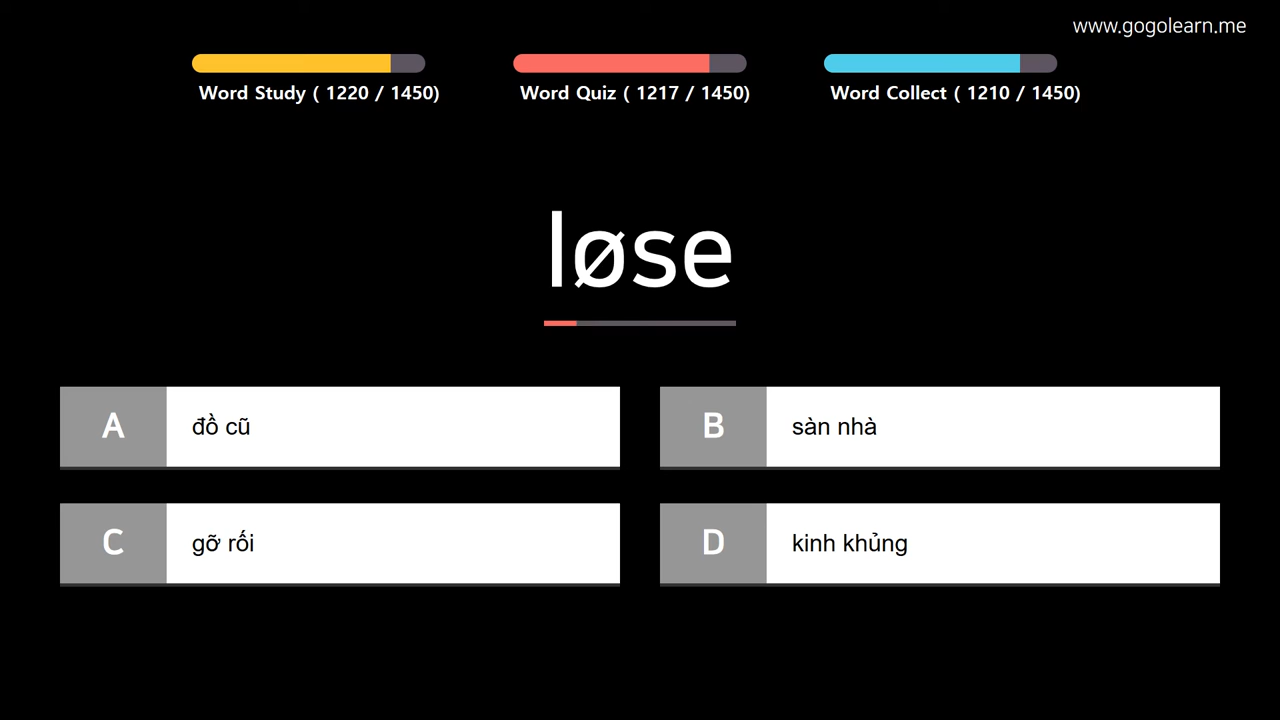 www.gogolearn.me
Word Study ( 1220 / 1450)
Word Quiz ( 1217 / 1450)
Word Collect ( 1210 / 1450)
løse
A đồ cũ
B sàn nhà
C gỡ rối
D kinh khủng